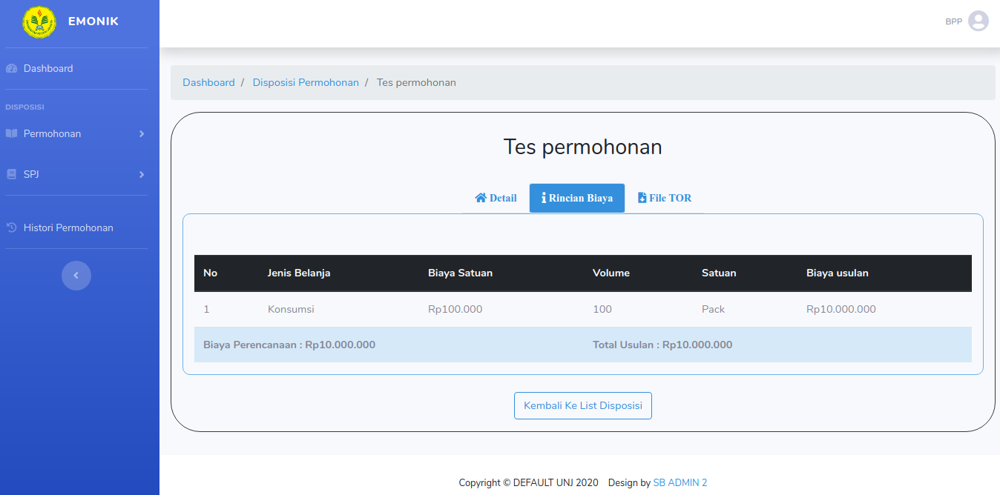 EMONIK
BPP
Dashboard
DISPOSISI
Permohonan
SPJ
Histori Permohonan
Dashboard / Disposisi Permohonan / Tes permohonan
Tes permohonan
Detail
Rincian Biaya
File TOR
No Jenis Belanja Biaya Satuan Volume Satuan Biaya usulan
1 Konsumsi Rp100.000 100 Pack Rp10.000.000
Biaya Perencanaan : Rp10.000.000 Total Usulan : Rp10.000.000
Kembali Ke List Disposisi
Copyright © DEFAULT UNJ 2020 Design by SB ADMIN 2